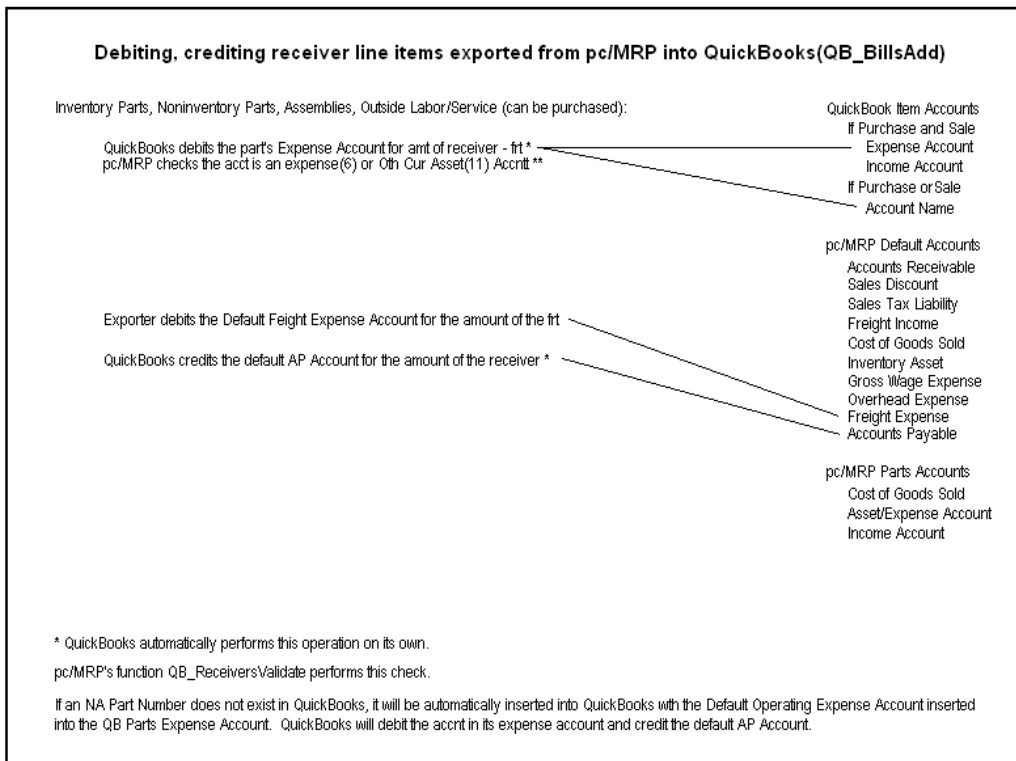 Debiting, crediting receiver line items exported from pc/MRP into QuickBooks(QB_BillsAdd)
Inventory Parts, Noninventory Parts, Assemblies, Outside Labor/Service (can be purchased):
QuickBooks debits the part's Expense Account for amt of receiver - frt *
pc/MRP checks the acct is an expense(6) or Oth Cur Asset(11) Accntt **
Exporter debits the Default Feight Expense Account for the amount of the frt
QuickBooks credits the default AP Account for the amount of the receiver *
QuickBook Item Accounts
If Purchase and Sale
Expense Account
Income Account
If Purchase or Sale
Account Name
pc/MRP Default Accounts
Accounts Receivable
Sales Discount
Sales Tax Liability
Freight Income
Cost of Goods Sold
Inventory Asset
Gross Wage Expense
Overhead Expense
Freight Expense
Accounts Payable
pc/MRP Parts Accounts
Cost of Goods Sold
Asset/Expense Account
Income Account
* QuickBooks automatically performs this operation on its own.
pc/MRP's function QB_ReceiversValidate performs this check.
If an NA Part Number does not exist in QuickBooks, it will be automatically inserted into QuickBooks wth the Default Operating Expense Account inserted
into the QB Parts Expense Account. QuickBooks will debit the accnt in its expense account and credit the default AP Account.